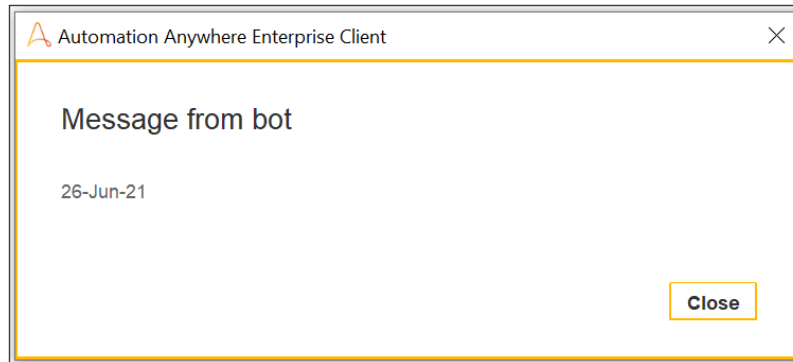 Automation Anywhere Enterprise Client
Message from bot
26-Jun-21
Close